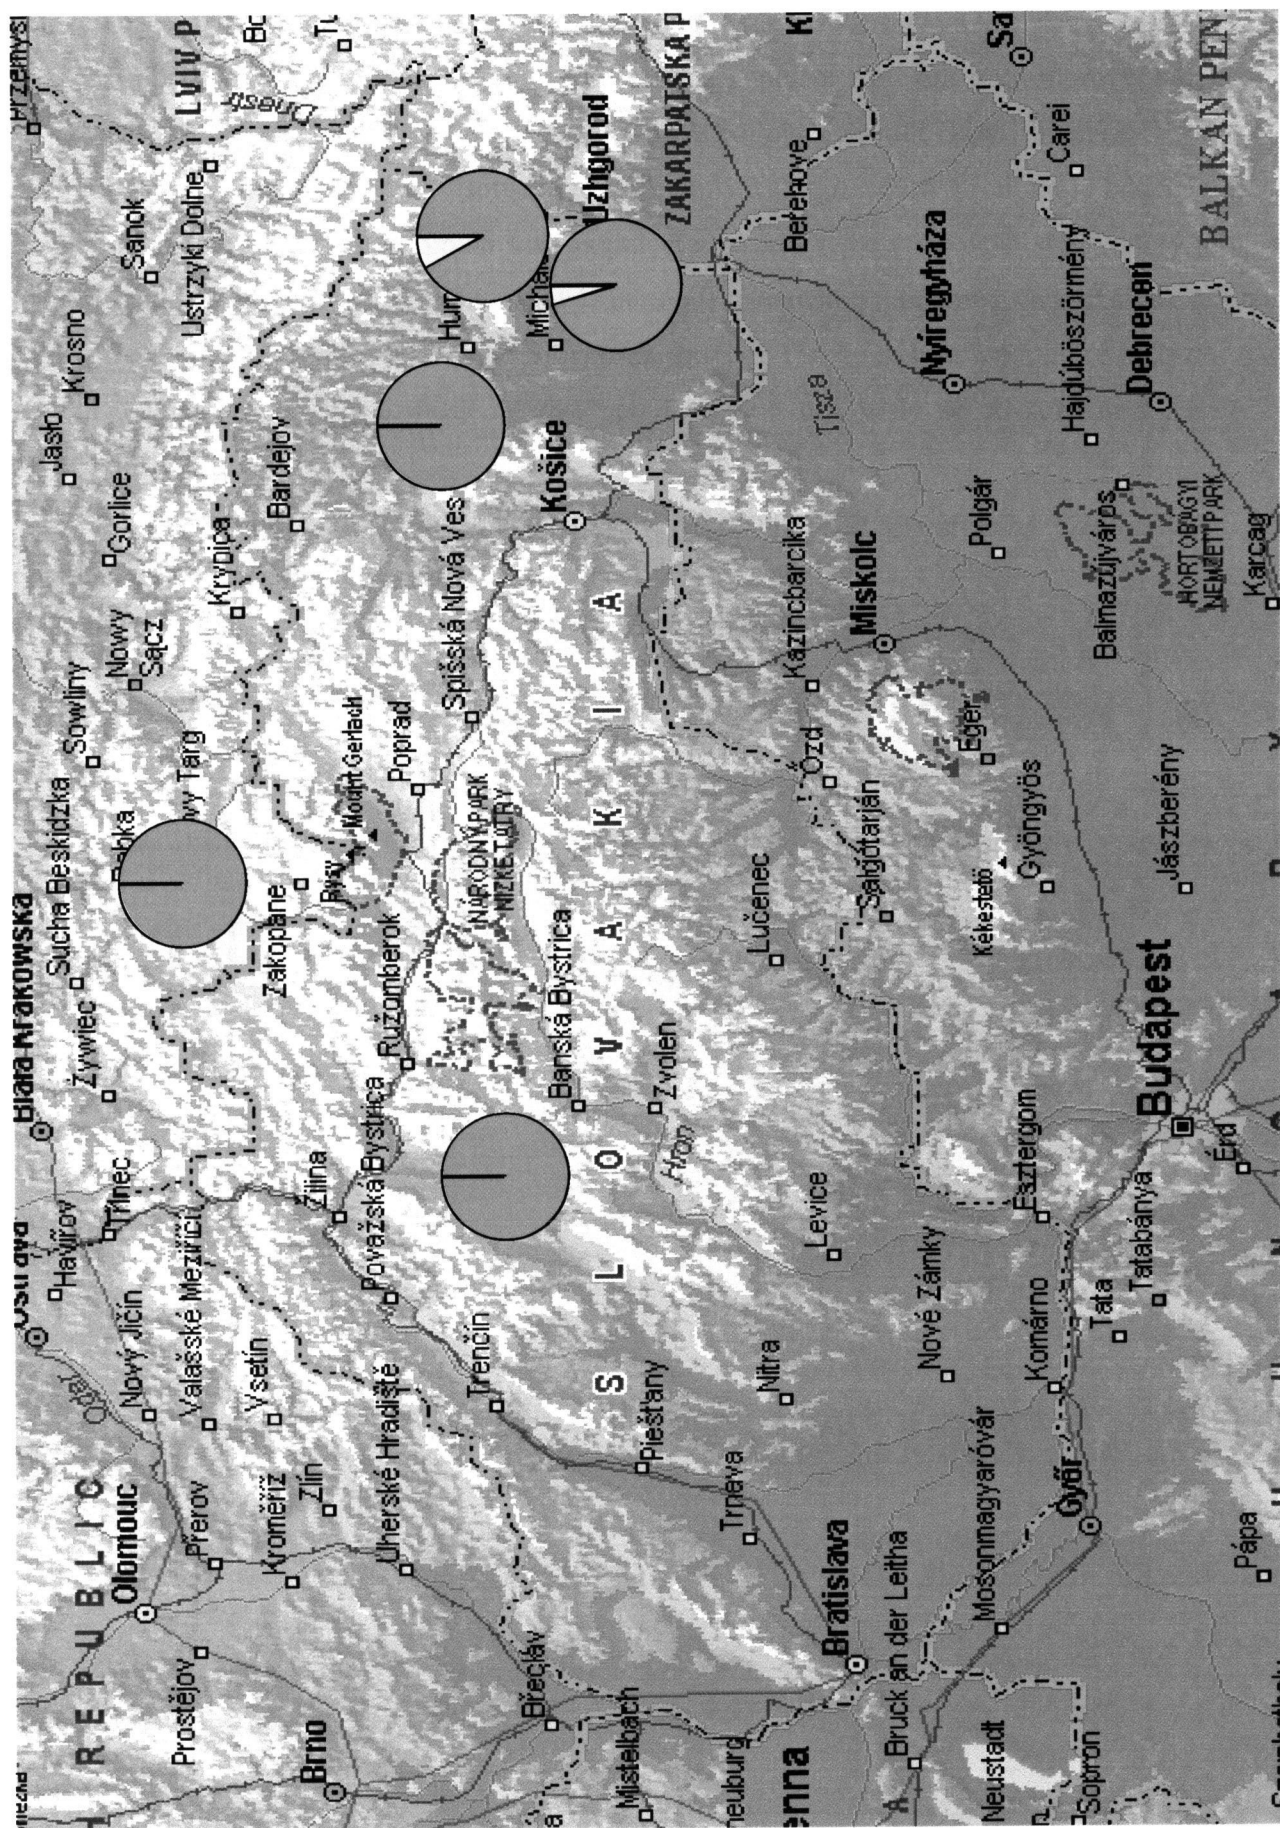 Olomouc
REPUBLIC
Prostějov
Přerov
Kroměříž
Zlín
Brno
Uherské Hradiště
Břeclav
Mistelbach
Oder
Nový Jičín
Havířov
Valašské Meziříčí
Vsetín
Třinec
Żywiec
Sucha Beskidzka
Sowliny
Nowy
Sącz
Gorlice
Jasło
Krosno
Sanok
Ustrzyki Dolne
LVIV P
Dnestr
Krynica
Bardejov
Zakopane
Rysy
Mount Gerlach
Poprad
Spišská Nová Ves
Žilina
Považská Bystrica
Ružomberok
NÁRODNÝ PARK
NÍZKE TATRY
Trenčín
Piešťany
Banská Bystrica
Zvolen
Hron
SLOVAKIA
Košice
Uzhgorod
ZAKARPATSKA P
Berehove
Trnava
Nitra
Levice
Lučenec
Bratislava
Bruck an der Leitha
Neustadt
Sopron
Mosonmagyaróvár
Győr
Pápa
Nové Zámky
Komárno
Tata
Tatabánya
Esztergom
Budapest
Érd
Salgótarján
Ózd
Kazincbarcika
Miskolc
Eger
Kékestető
Gyöngyös
Jászberény
Tisza
Polgár
Nyíregyháza
Hajdúböszörmény
Debrecen
Balmazújváros
HORTOBÁGYI
NEMZETI PARK
Karcag
Carei
BALKAN PEN